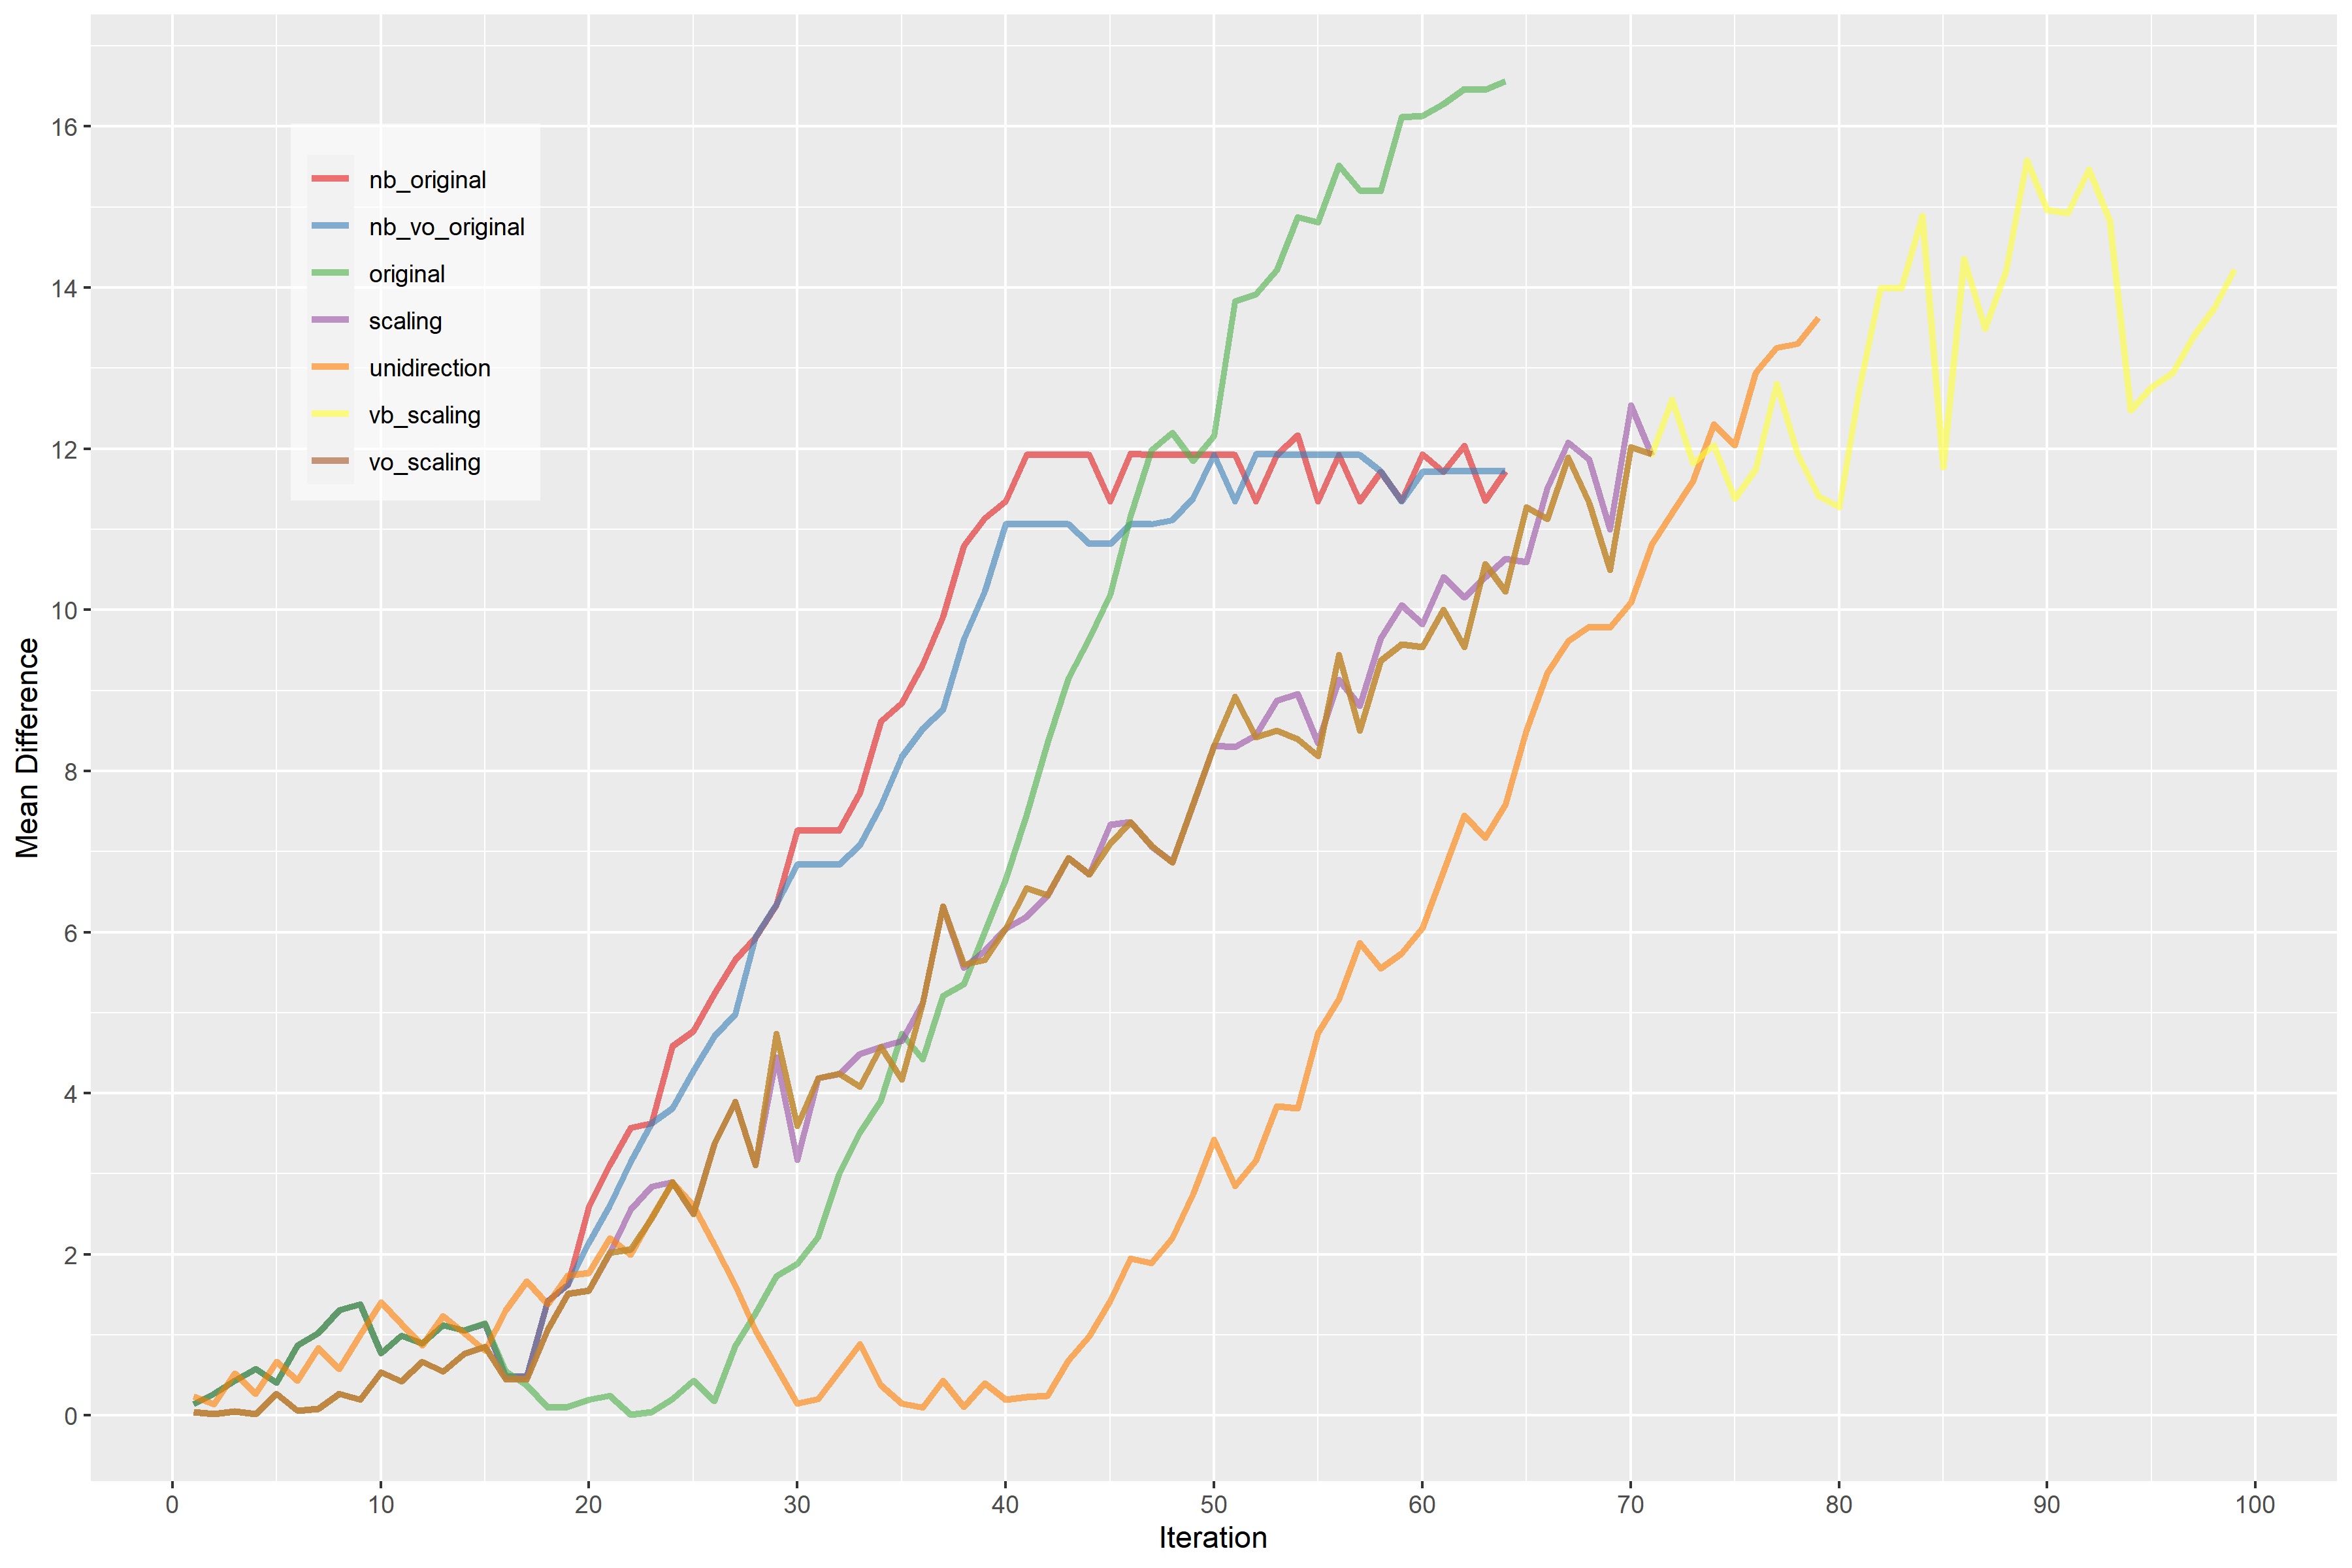 16
14
12
10
8
6
4
2
0
Mean Difference
nb_original
nb_vo_original
original
scaling
unidirection
vb_scaling
vo_scaling
0 10 20 30 40 50 60 70 80 90 100
Iteration